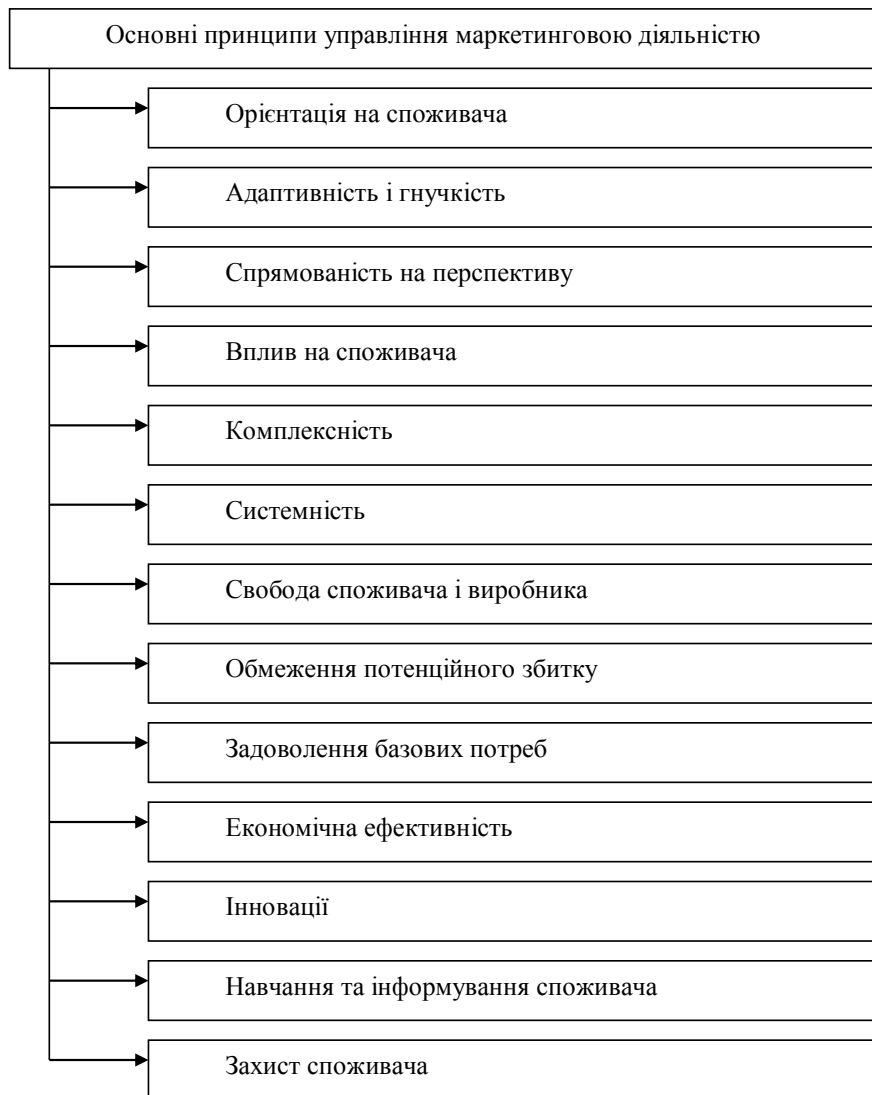 Основні принципи управління маркетинговою діяльністю
Орієнтація на споживача
Адаптивність і гнучкість
Спрямованість на перспективу
Вплив на споживача
Комплексність
Системність
Свобода споживача і виробника
Обмеження потенційного збитку
Задоволення базових потреб
Економічна ефективність
Інновації
Навчання та інформування споживача
Захист споживача